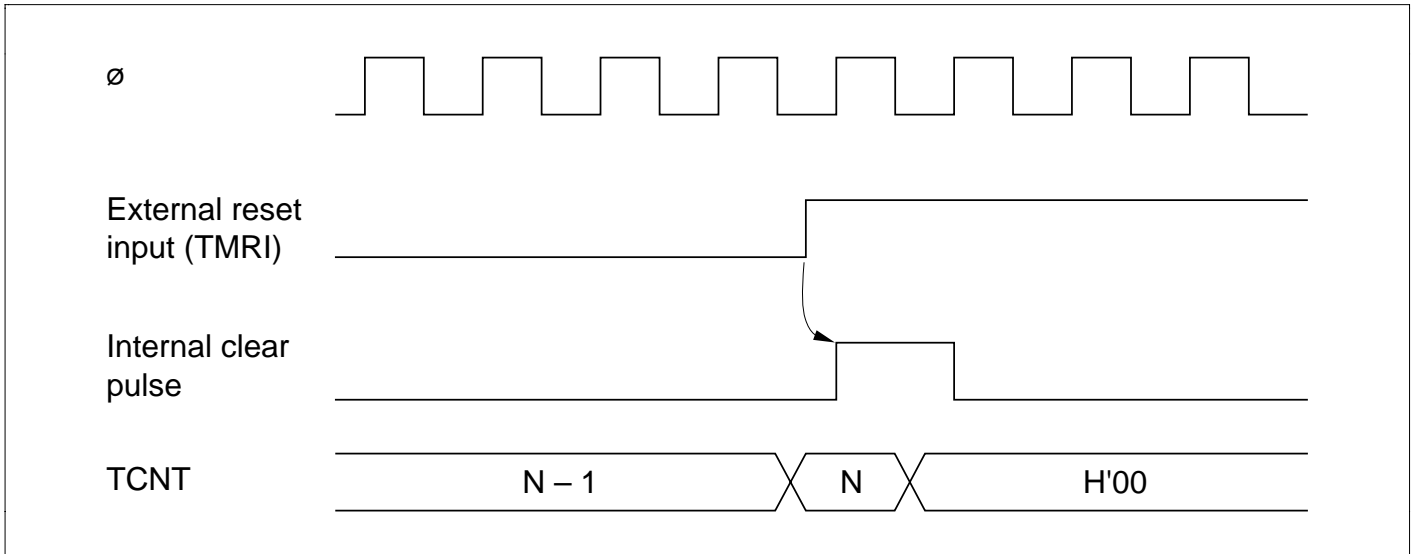 ø
External reset
input (TMRI)
Internal clear
pulse
TCNT
N – 1
N
H'00